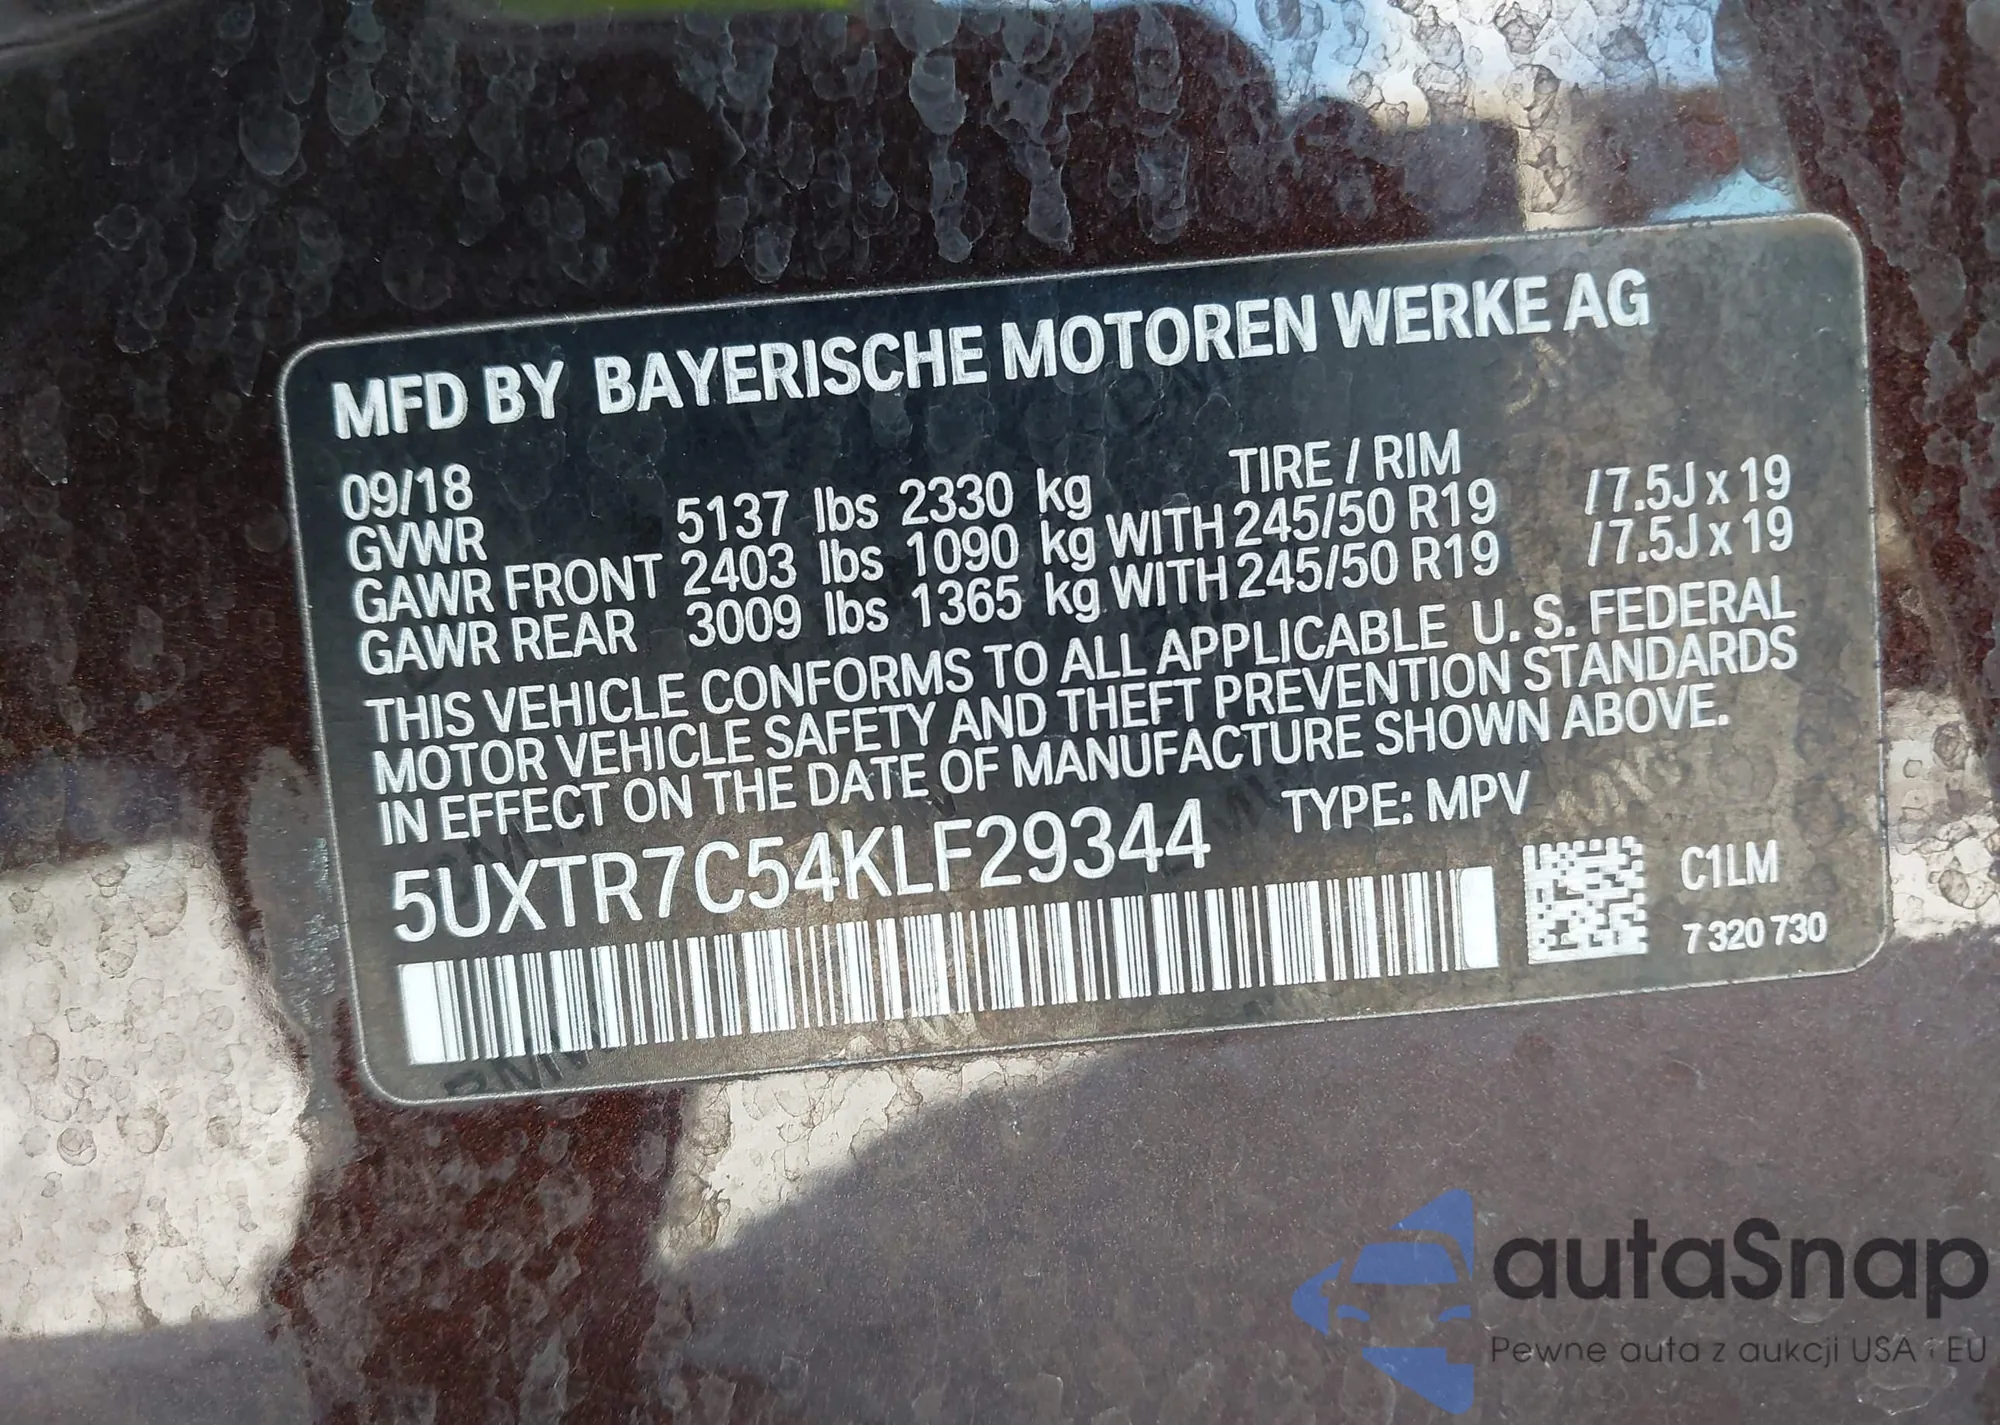 MFD BY BAYERISCHE MOTOREN WERKE AG
09/18 TIRE / RIM
GVWR 5137 lbs 2330 kg
GAWR FRONT 2403 lbs 1090 kg WITH 245/50 R19 / 7.5J x 19
GAWR REAR 3009 lbs 1365 kg WITH 245/50 R19 / 7.5J x 19
THIS VEHICLE CONFORMS TO ALL APPLICABLE U. S. FEDERAL
MOTOR VEHICLE SAFETY AND THEFT PREVENTION STANDARDS
IN EFFECT ON THE DATE OF MANUFACTURE SHOWN ABOVE.
5UXTR7C54KLF29344 TYPE: MPV
C1LM
7 320 730
autaSnap
Pewne auta z aukcji USA i EU